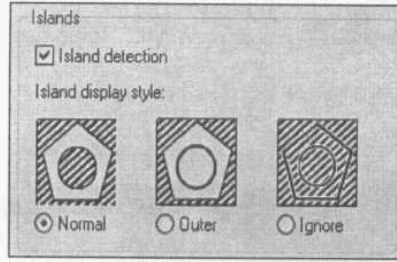 Islands
Island detection
Island display style:
Normal Outer Ignore